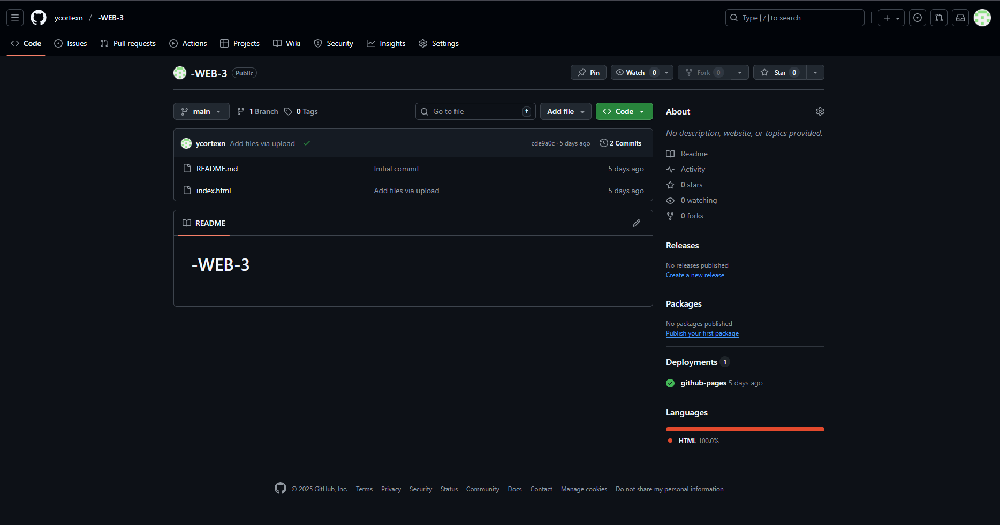 ycortexn / -WEB-3
Type / to search
Code Issues Pull requests Actions Projects Wiki Security Insights Settings
-WEB-3 Public
Pin Watch 0 Fork 0 Star 0
main 1 Branch 0 Tags Go to file t Add file Code
ycortexn Add files via upload cde9a0c · 5 days ago 2 Commits
README.md Initial commit 5 days ago
index.html Add files via upload 5 days ago
README
-WEB-3
About
No description, website, or topics provided.
Readme
Activity
0 stars
0 watching
0 forks
Releases
No releases published
Create a new release
Packages
No packages published
Publish your first package
Deployments 1
github-pages 5 days ago
Languages
HTML 100.0%
© 2025 GitHub, Inc. Terms Privacy Security Status Community Docs Contact Manage cookies Do not share my personal information